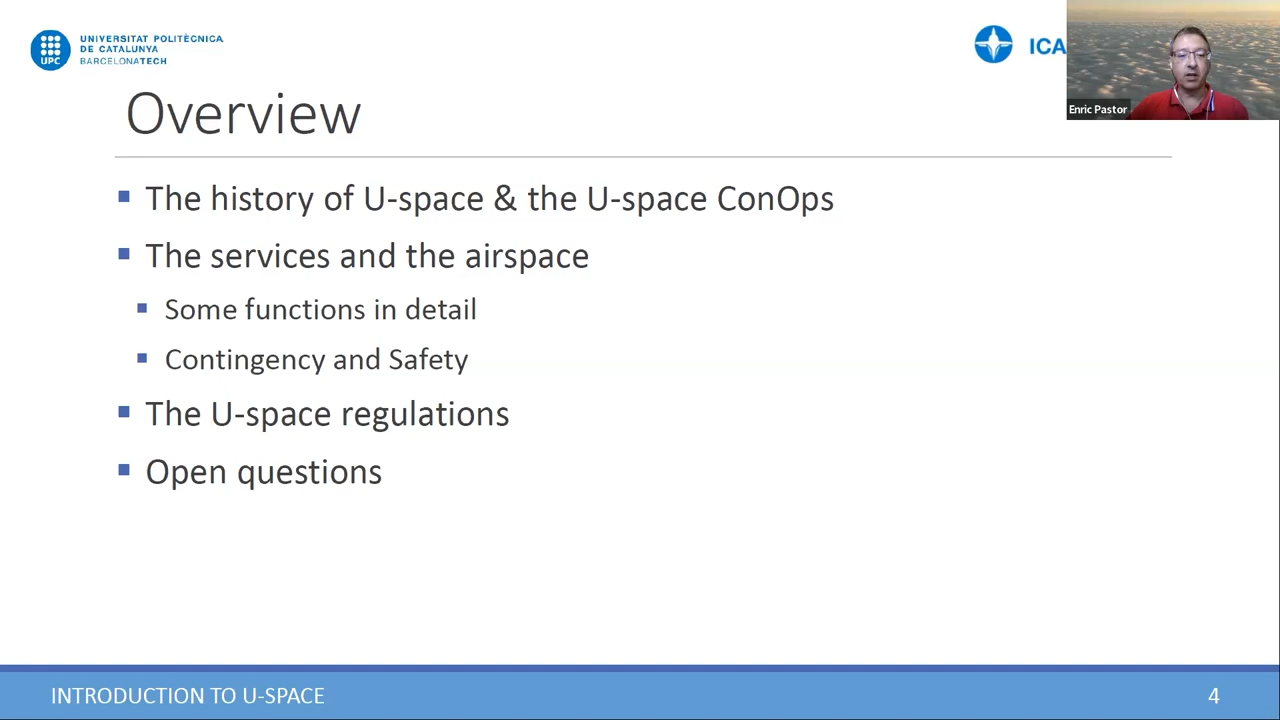 UNIVERSITAT POLITÈCNICA
DE CATALUNYA
BARCELONATECH
UPC
ICA
Enric Pastor
Overview
The history of U-space & the U-space ConOps
The services and the airspace
Some functions in detail
Contingency and Safety
The U-space regulations
Open questions
INTRODUCTION TO U-SPACE
4